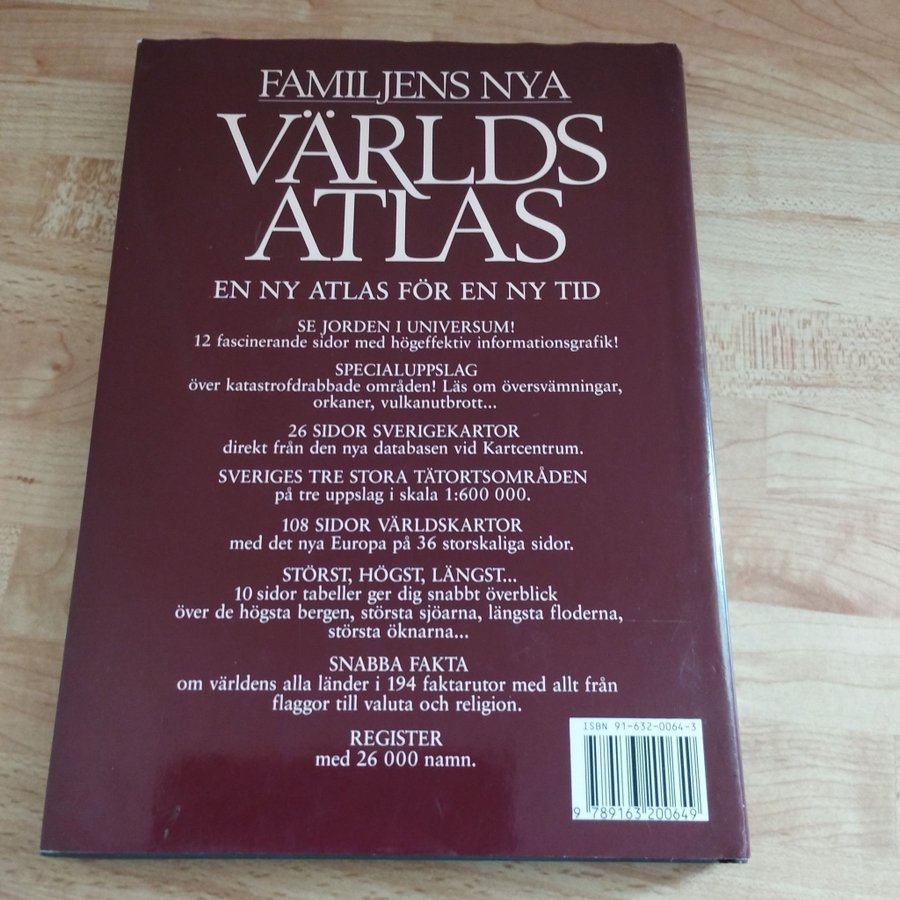 FAMILJENS NYA
VÄRLDS
ATLAS
EN NY ATLAS FÖR EN NY TID
SE JORDEN I UNIVERSUM!
12 fascinerande sidor med högeffektiv informationsgrafik!
SPECIALUPPSLAG
över katastrofdrabbade områden! Läs om översvämningar,
orkaner, vulkanutbrott...
26 SIDOR SVERIGEKARTOR
direkt från den nya databasen vid Kartcentrum.
SVERIGES TRE STORA TÄTORTSOMRÅDEN
på tre uppslag i skala 1:600 000.
108 SIDOR VÄRLDSKARTOR
med det nya Europa på 36 storskaliga sidor.
STÖRST, HÖGST, LÄNGST...
10 sidor tabeller ger dig snabbt överblick
över de högsta bergen, största sjöarna, längsta floderna,
största öknarna...
SNABBA FAKTA
om världens alla länder i 194 faktarutor med allt från
flaggor till valuta och religion.
REGISTER
med 26 000 namn.
ISBN 91-632-0064-3
9 789163 200649